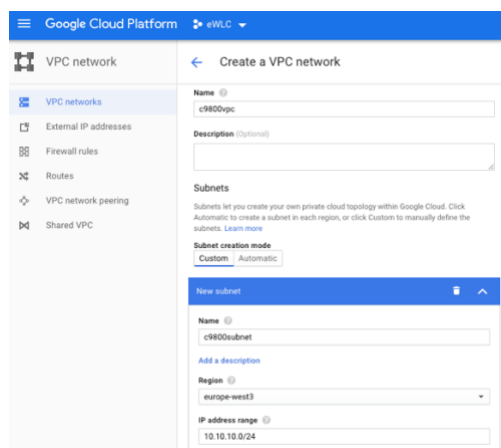 Google Cloud Platform
eWLC
VPC network
Create a VPC network
VPC networks
External IP addresses
Firewall rules
Routes
VPC network peering
Shared VPC
Name
c9800vpc
Description (Optional)
Subnets
Subnets let you create your own private cloud topology within Google Cloud. Click
Automatic to create a subnet in each region, or click Custom to manually define the
subnets. Learn more
Subnet creation mode
Custom Automatic
New subnet
Name
c9800subnet
Add a description
Region
europe-west3
IP address range
10.10.10.0/24